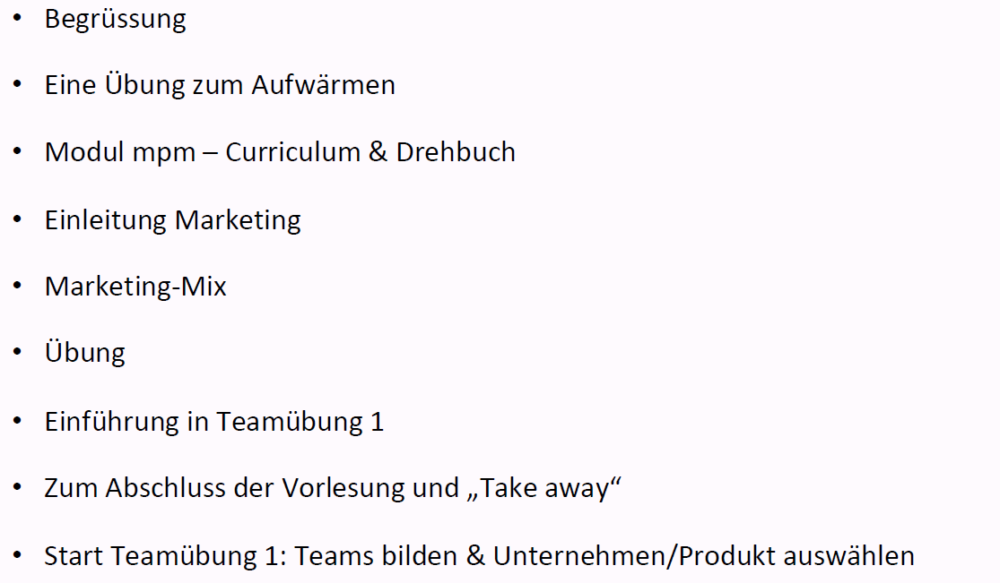 • Begrüssung
• Eine Übung zum Aufwärmen
• Modul mpm – Curriculum & Drehbuch
• Einleitung Marketing
• Marketing-Mix
• Übung
• Einführung in Teamübung 1
• Zum Abschluss der Vorlesung und „Take away“
• Start Teamübung 1: Teams bilden & Unternehmen/Produkt auswählen